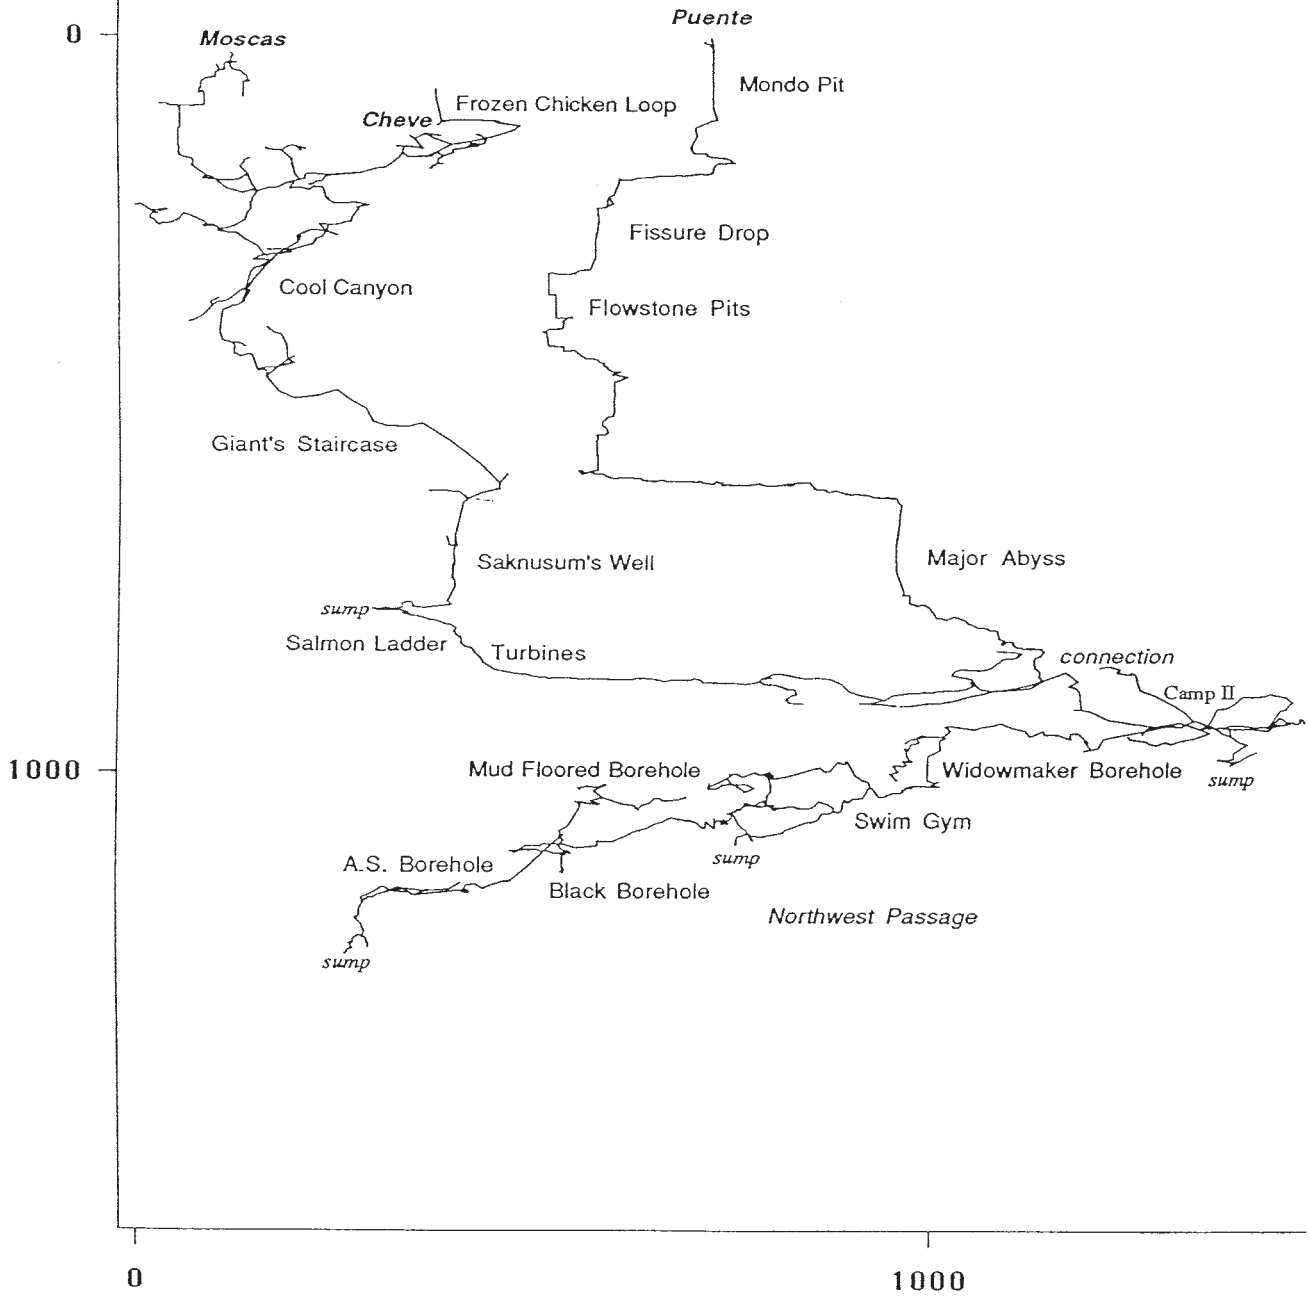 Puente
0
Moscas
Mondo Pit
Frozen Chicken Loop
Cheve
Fissure Drop
Cool Canyon
Flowstone Pits
Giant's Staircase
Major Abyss
Saknusum's Well
sump
Salmon Ladder
Turbines
connection
Camp II
1000
Mud Floored Borehole
Widowmaker Borehole
sump
Swim Gym
sump
A.S. Borehole
Black Borehole
Northwest Passage
sump
0
1000